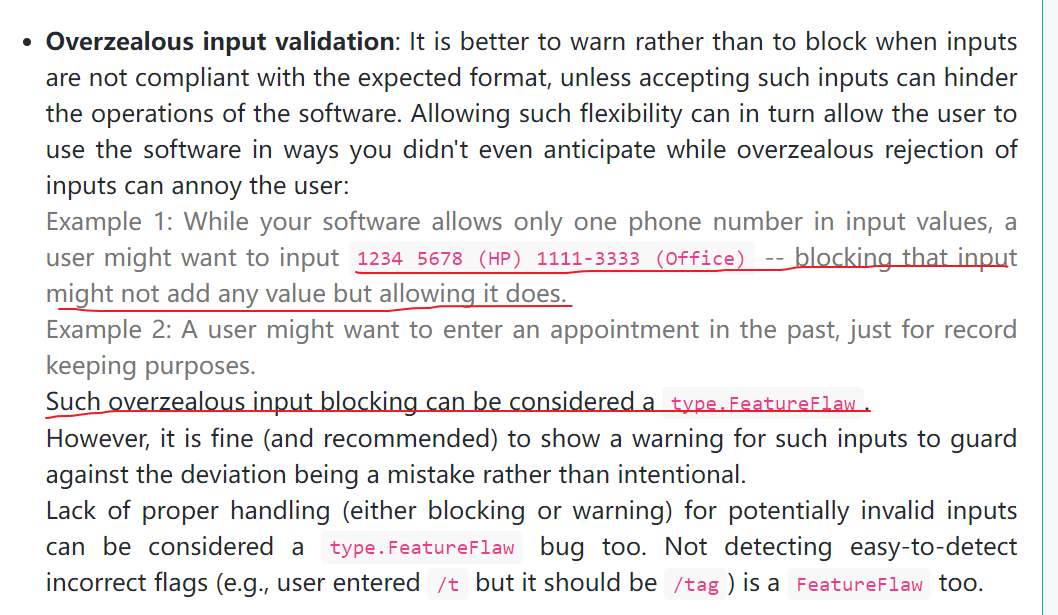 • Overzealous input validation: It is better to warn rather than to block when inputs
are not compliant with the expected format, unless accepting such inputs can hinder
the operations of the software. Allowing such flexibility can in turn allow the user to
use the software in ways you didn't even anticipate while overzealous rejection of
inputs can annoy the user:
Example 1: While your software allows only one phone number in input values, a
user might want to input 1234 5678 (HP) 1111-3333 (Office) -- blocking that input
might not add any value but allowing it does.
Example 2: A user might want to enter an appointment in the past, just for record
keeping purposes.
Such overzealous input blocking can be considered a type.FeatureFlaw.
However, it is fine (and recommended) to show a warning for such inputs to guard
against the deviation being a mistake rather than intentional.
Lack of proper handling (either blocking or warning) for potentially invalid inputs
can be considered a type.FeatureFlaw bug too. Not detecting easy-to-detect
incorrect flags (e.g., user entered /t but it should be /tag) is a FeatureFlaw too.